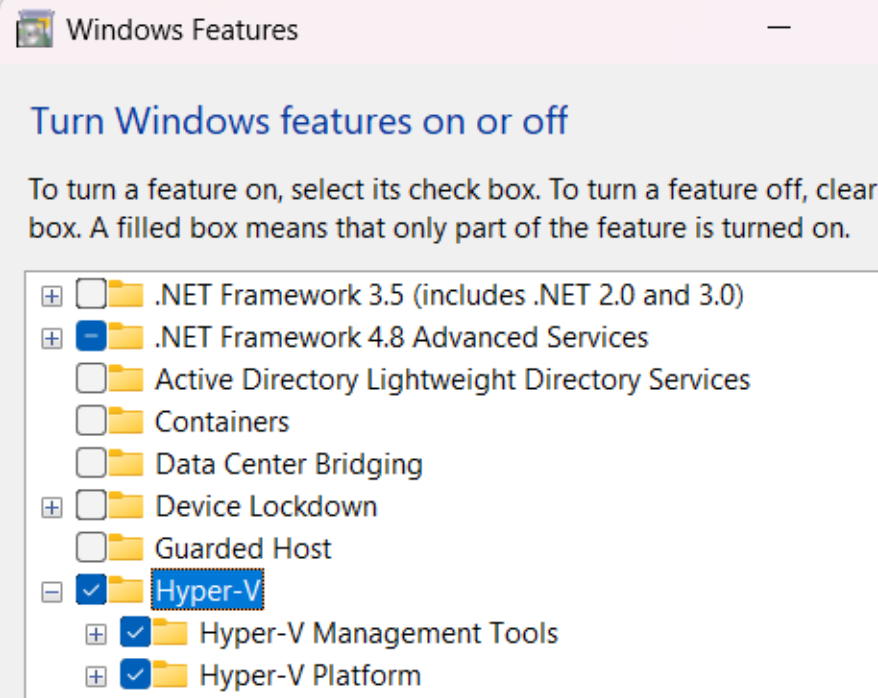 Windows Features
Turn Windows features on or off
To turn a feature on, select its check box. To turn a feature off, clear
box. A filled box means that only part of the feature is turned on.
.NET Framework 3.5 (includes .NET 2.0 and 3.0)
.NET Framework 4.8 Advanced Services
Active Directory Lightweight Directory Services
Containers
Data Center Bridging
Device Lockdown
Guarded Host
Hyper-V
Hyper-V Management Tools
Hyper-V Platform